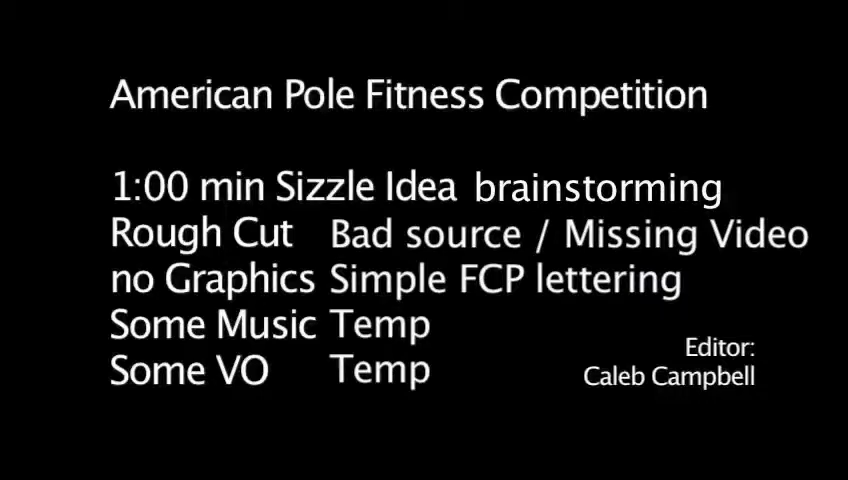 American Pole Fitness Competition
1:00 min Sizzle Idea brainstorming
Rough Cut Bad source / Missing Video
no Graphics Simple FCP lettering
Some Music Temp
Some VO Temp
Editor:
Caleb Campbell